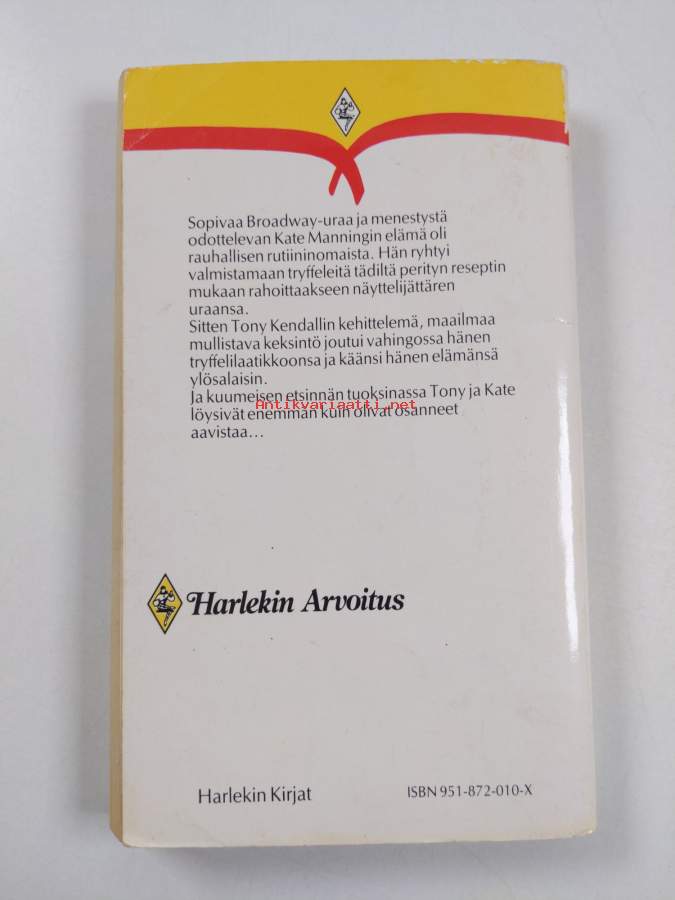 Sopivaa Broadway-uraa ja menestystä
odottelevan Kate Manningin elämä oli
rauhallisen rutiininomaista. Hän ryhtyi
valmistamaan tryffeleitä tädiltä perityn reseptin
mukaan rahoittaakseen näyttelijättären
uraansa.
Sitten Tony Kendallin kehittelemä, maailmaa
mullistava keksintö joutui vahingossa hänen
tryffelilaatikkoonsa ja käänsi hänen elämänsä
ylösalaisin.
Ja kuumeisen etsinnän tuoksinassa Tony ja Kate
Antikvariaatti.net
löysivät enemmän kuin olivat osanneet
aavistaa...
Harlekin Arvoitus
Harlekin Kirjat
ISBN 951-872-010-X